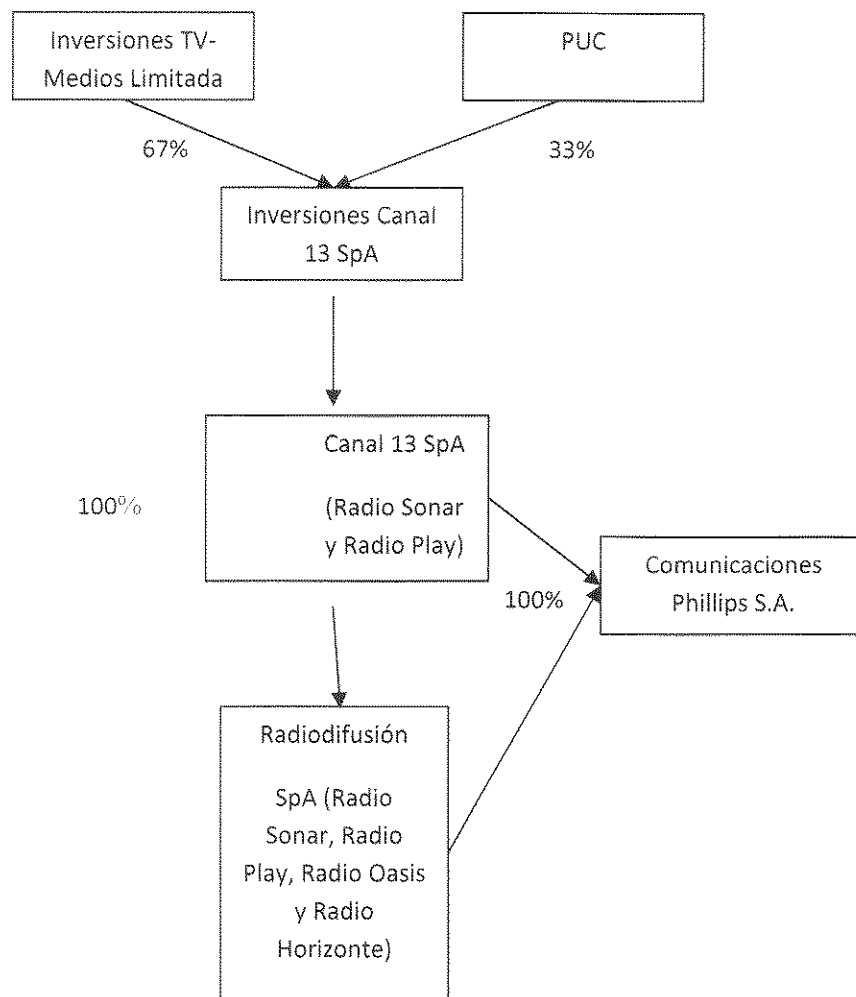 Inversiones TV-
Medios Limitada
PUC
67%
33%
Inversiones Canal
13 SpA
Canal 13 SpA
(Radio Sonar
y Radio Play)
100%
100%
Comunicaciones
Phillips S.A.
Radiodifusión
SpA (Radio
Sonar, Radio
Play, Radio Oasis
y Radio
Horizonte)